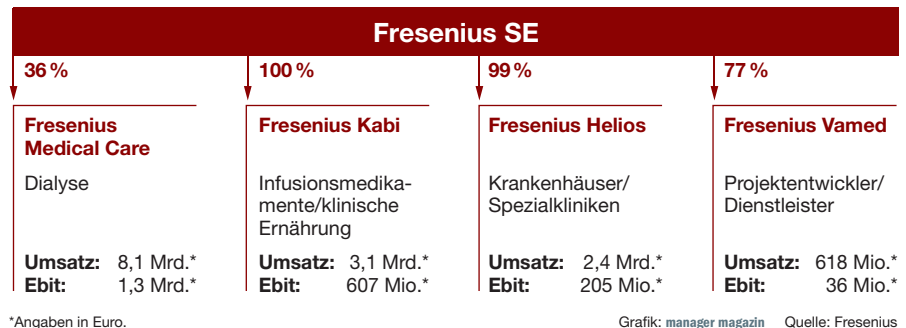 Fresenius SE
36 %
100 %
99 %
77 %
Fresenius
Medical Care
Dialyse
Umsatz: 8,1 Mrd.*
Ebit: 1,3 Mrd.*
Fresenius Kabi
Infusionsmedika-
mente/klinische
Ernährung
Umsatz: 3,1 Mrd.*
Ebit: 607 Mio.*
Fresenius Helios
Krankenhäuser/
Spezialkliniken
Umsatz: 2,4 Mrd.*
Ebit: 205 Mio.*
Fresenius Vamed
Projektentwickler/
Dienstleister
Umsatz: 618 Mio.*
Ebit: 36 Mio.*
*Angaben in Euro.
Grafik: manager magazin Quelle: Fresenius